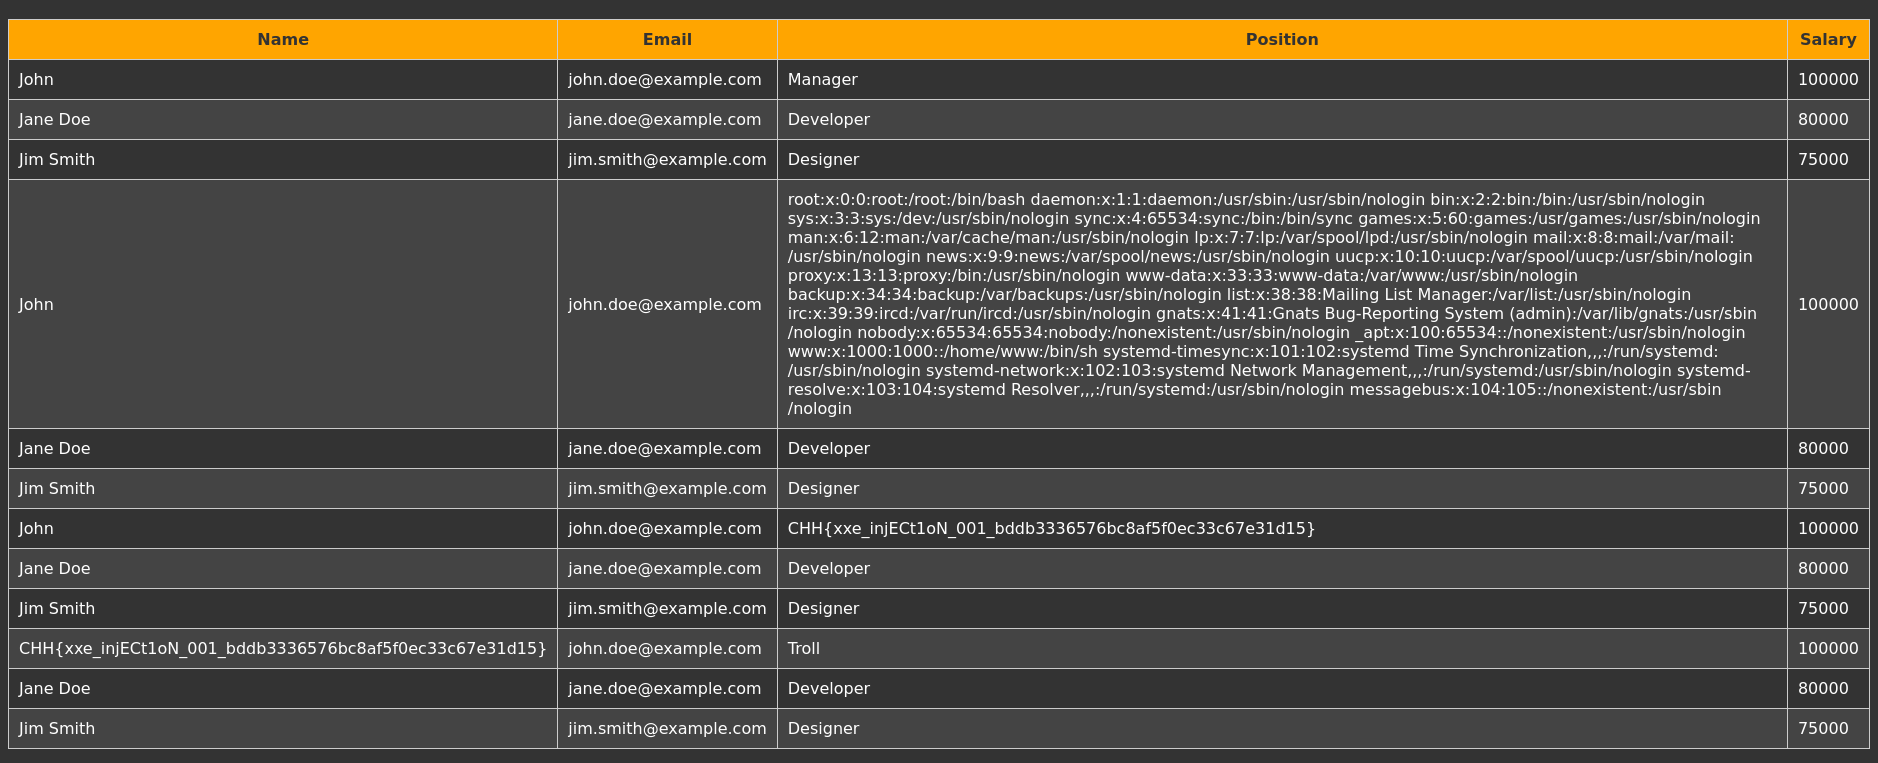 Name Email Position Salary
John john.doe@example.com Manager 100000
Jane Doe jane.doe@example.com Developer 80000
Jim Smith jim.smith@example.com Designer 75000
root:x:0:0:root:/root:/bin/bash daemon:x:1:1:daemon:/usr/sbin:/usr/sbin/nologin bin:x:2:2:bin:/bin:/usr/sbin/nologin
sys:x:3:3:sys:/dev:/usr/sbin/nologin sync:x:4:65534:sync:/bin:/bin/sync games:x:5:60:games:/usr/games:/usr/sbin/nologin
man:x:6:12:man:/var/cache/man:/usr/sbin/nologin lp:x:7:7:lp:/var/spool/lpd:/usr/sbin/nologin mail:x:8:8:mail:/var/mail:
/usr/sbin/nologin news:x:9:9:news:/var/spool/news:/usr/sbin/nologin uucp:x:10:10:uucp:/var/spool/uucp:/usr/sbin/nologin
proxy:x:13:13:proxy:/bin:/usr/sbin/nologin www-data:x:33:33:www-data:/var/www:/usr/sbin/nologin
backup:x:34:34:backup:/var/backups:/usr/sbin/nologin list:x:38:38:Mailing List Manager:/var/list:/usr/sbin/nologin
John john.doe@example.com 100000
irc:x:39:39:ircd:/var/run/ircd:/usr/sbin/nologin gnats:x:41:41:Gnats Bug-Reporting System (admin):/var/lib/gnats:/usr/sbin
/nologin nobody:x:65534:65534:nobody:/nonexistent:/usr/sbin/nologin _apt:x:100:65534::/nonexistent:/usr/sbin/nologin
www:x:1000:1000::/home/www:/bin/sh systemd-timesync:x:101:102:systemd Time Synchronization,,,:/run/systemd:
/usr/sbin/nologin systemd-network:x:102:103:systemd Network Management,,,:/run/systemd:/usr/sbin/nologin systemd-
resolve:x:103:104:systemd Resolver,,,:/run/systemd:/usr/sbin/nologin messagebus:x:104:105::/nonexistent:/usr/sbin
/nologin
Jane Doe jane.doe@example.com Developer 80000
Jim Smith jim.smith@example.com Designer 75000
John john.doe@example.com CHH{xxe_injECt1oN_001_bddb3336576bc8af5f0ec33c67e31d15} 100000
Jane Doe jane.doe@example.com Developer 80000
Jim Smith jim.smith@example.com Designer 75000
CHH{xxe_injECt1oN_001_bddb3336576bc8af5f0ec33c67e31d15} john.doe@example.com Troll 100000
Jane Doe jane.doe@example.com Developer 80000
Jim Smith jim.smith@example.com Designer 75000